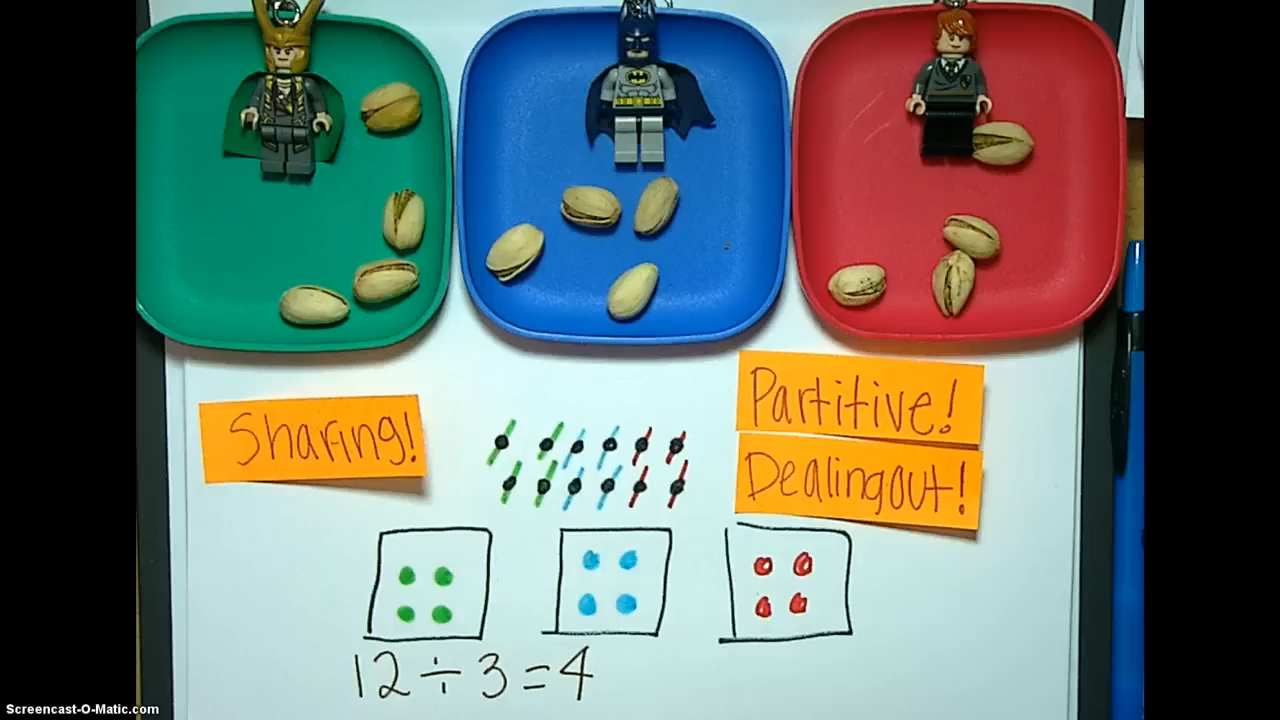 Sharing!
Partitive!
Dealing out!
12 ÷ 3 = 4
Screencast-O-Matic.com